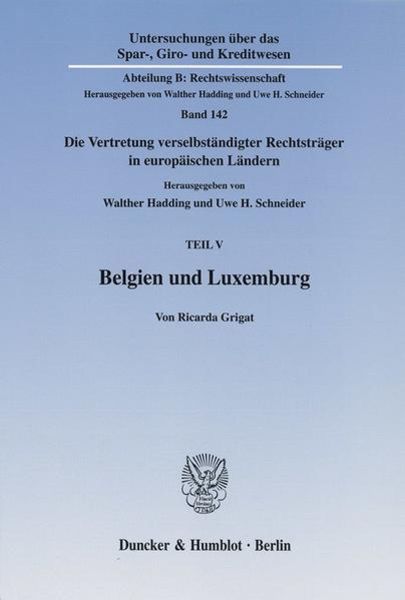 Untersuchungen über das
Spar-, Giro- und Kreditwesen
Abteilung B: Rechtswissenschaft
Herausgegeben von Walther Hadding und Uwe H. Schneider
Band 142
Die Vertretung verselbständigter Rechtsträger
in europäischen Ländern
Herausgegeben von
Walther Hadding und Uwe H. Schneider
TEIL V
Belgien und Luxemburg
Von Ricarda Grigat
Duncker & Humblot · Berlin